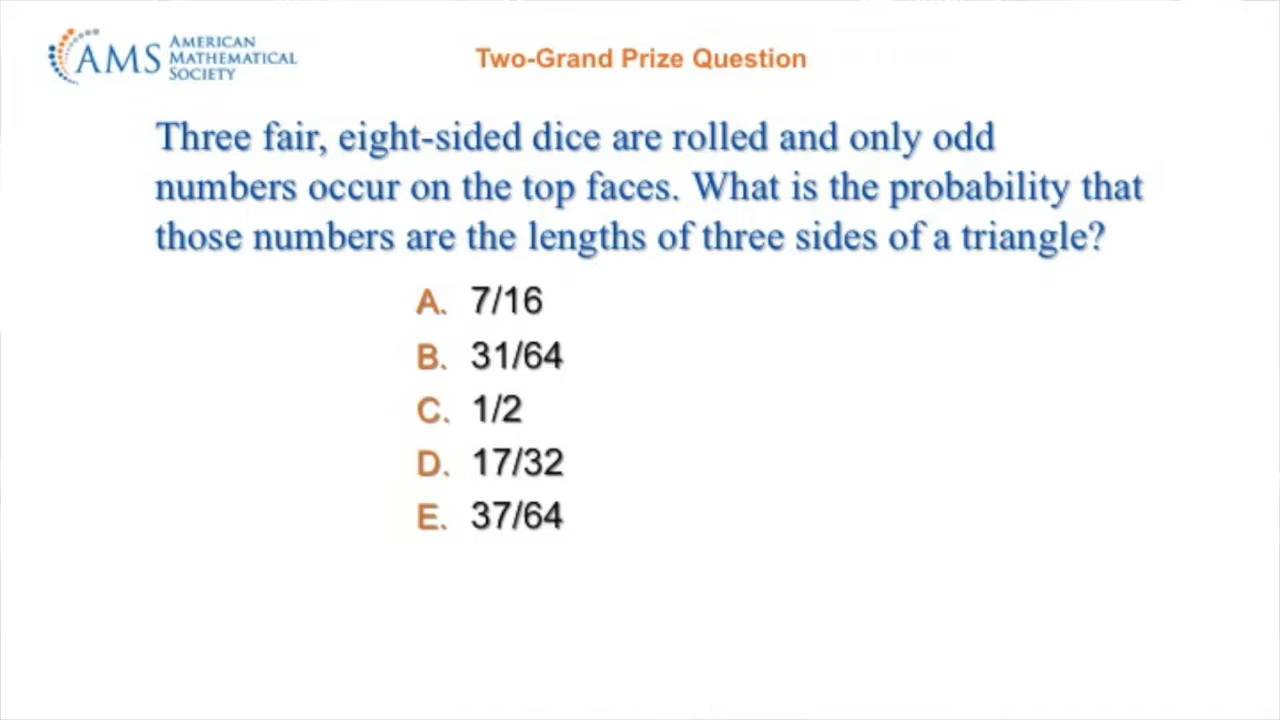 AMS AMERICAN
MATHEMATICAL
SOCIETY
Two-Grand Prize Question
Three fair, eight-sided dice are rolled and only odd
numbers occur on the top faces. What is the probability that
those numbers are the lengths of three sides of a triangle?
A. 7/16
B. 31/64
C. 1/2
D. 17/32
E. 37/64